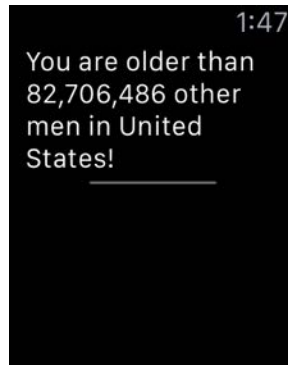 1:47
You are older than
82,706,486 other
men in United
States!